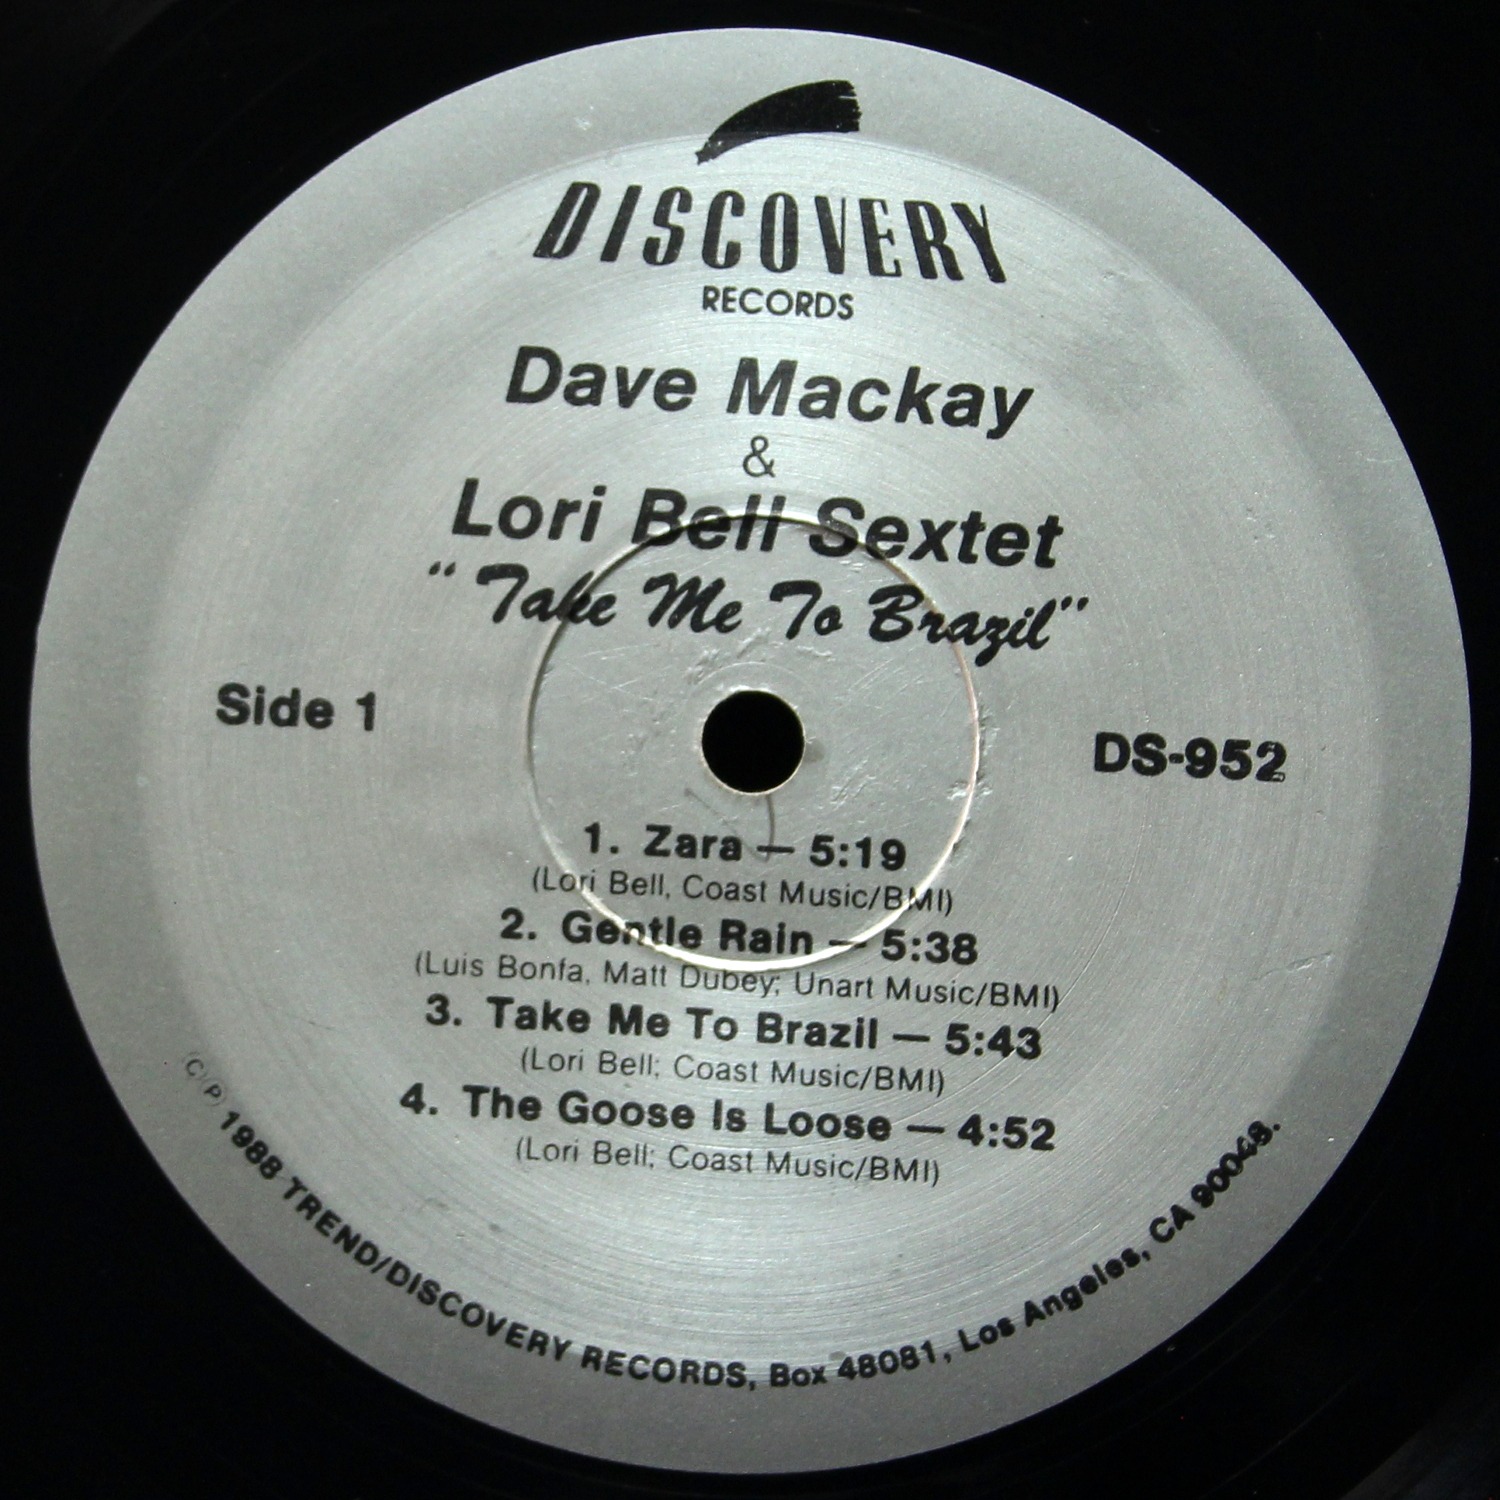 DISCOVERY
RECORDS
Dave Mackay
&
Lori Bell Sextet
"Take Me To Brazil"
Side 1
DS-952
1. Zara — 5:19
(Lori Bell, Coast Music/BMI)
2. Gentle Rain — 5:38
(Luis Bonfa, Matt Dubey; Unart Music/BMI)
3. Take Me To Brazil — 5:43
(Lori Bell; Coast Music/BMI)
4. The Goose Is Loose — 4:52
(Lori Bell; Coast Music/BMI)
(C)(P) 1988 TREND/DISCOVERY RECORDS, Box 48081, Los Angeles, CA 90048.